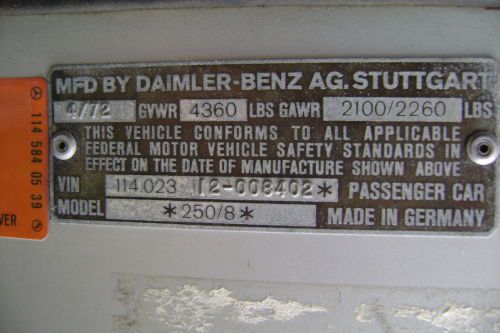 MFD BY DAIMLER-BENZ AG. STUTTGART
4/72 GVWR 4360 LBS GAWR 2100/2260 LBS
THIS VEHICLE CONFORMS TO ALL APPLICABLE
FEDERAL MOTOR VEHICLE SAFETY STANDARDS IN
EFFECT ON THE DATE OF MANUFACTURE SHOWN ABOVE
VIN 114.023 12-006402* PASSENGER CAR
MODEL *250/8* MADE IN GERMANY
114 584 05 39